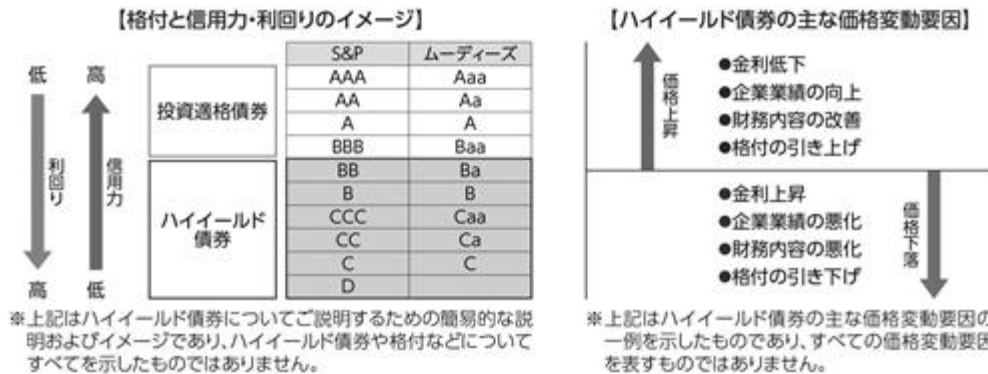 【格付と信用力・利回りのイメージ】
低 高
利回り
信用力
高 低
投資適格債券
ハイイールド
債券
S&P ムーディーズ
AAA Aaa
AA Aa
A A
BBB Baa
BB Ba
B B
CCC Caa
CC Ca
C C
D
※上記はハイイールド債券についてご説明するための簡易的な説
明およびイメージであり、ハイイールド債券や格付などについて
すべてを示したものではありません。
【ハイイールド債券の主な価格変動要因】
価格上昇
●金利低下
●企業業績の向上
●財務内容の改善
●格付の引き上げ
●金利上昇
●企業業績の悪化
●財務内容の悪化
●格付の引き下げ
価格下落
※上記はハイイールド債券の主な価格変動要因の
一例を示したものであり、すべての価格変動要因
を表すものではありません。